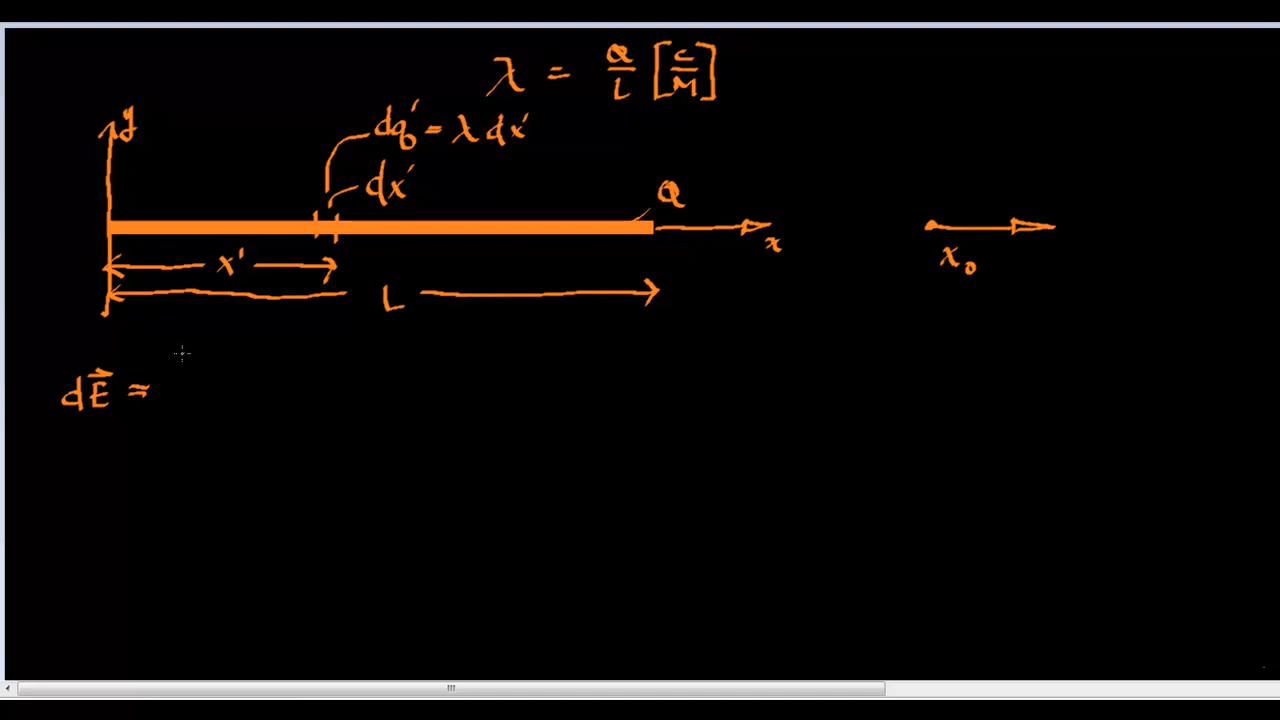 λ = Q/L [C/M]
y
dq' = λ dx'
dx'
Q
x
x₀
x'
L
dE⃗ =